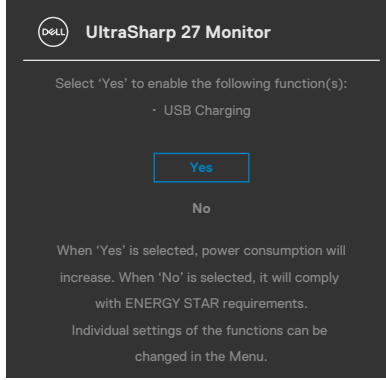 DELL UltraSharp 27 Monitor
Select ‘Yes’ to enable the following function(s):
· USB Charging
Yes
No
When ‘Yes’ is selected, power consumption will
increase. When ‘No’ is selected, it will comply
with ENERGY STAR requirements.
Individual settings of the functions can be
changed in the Menu.